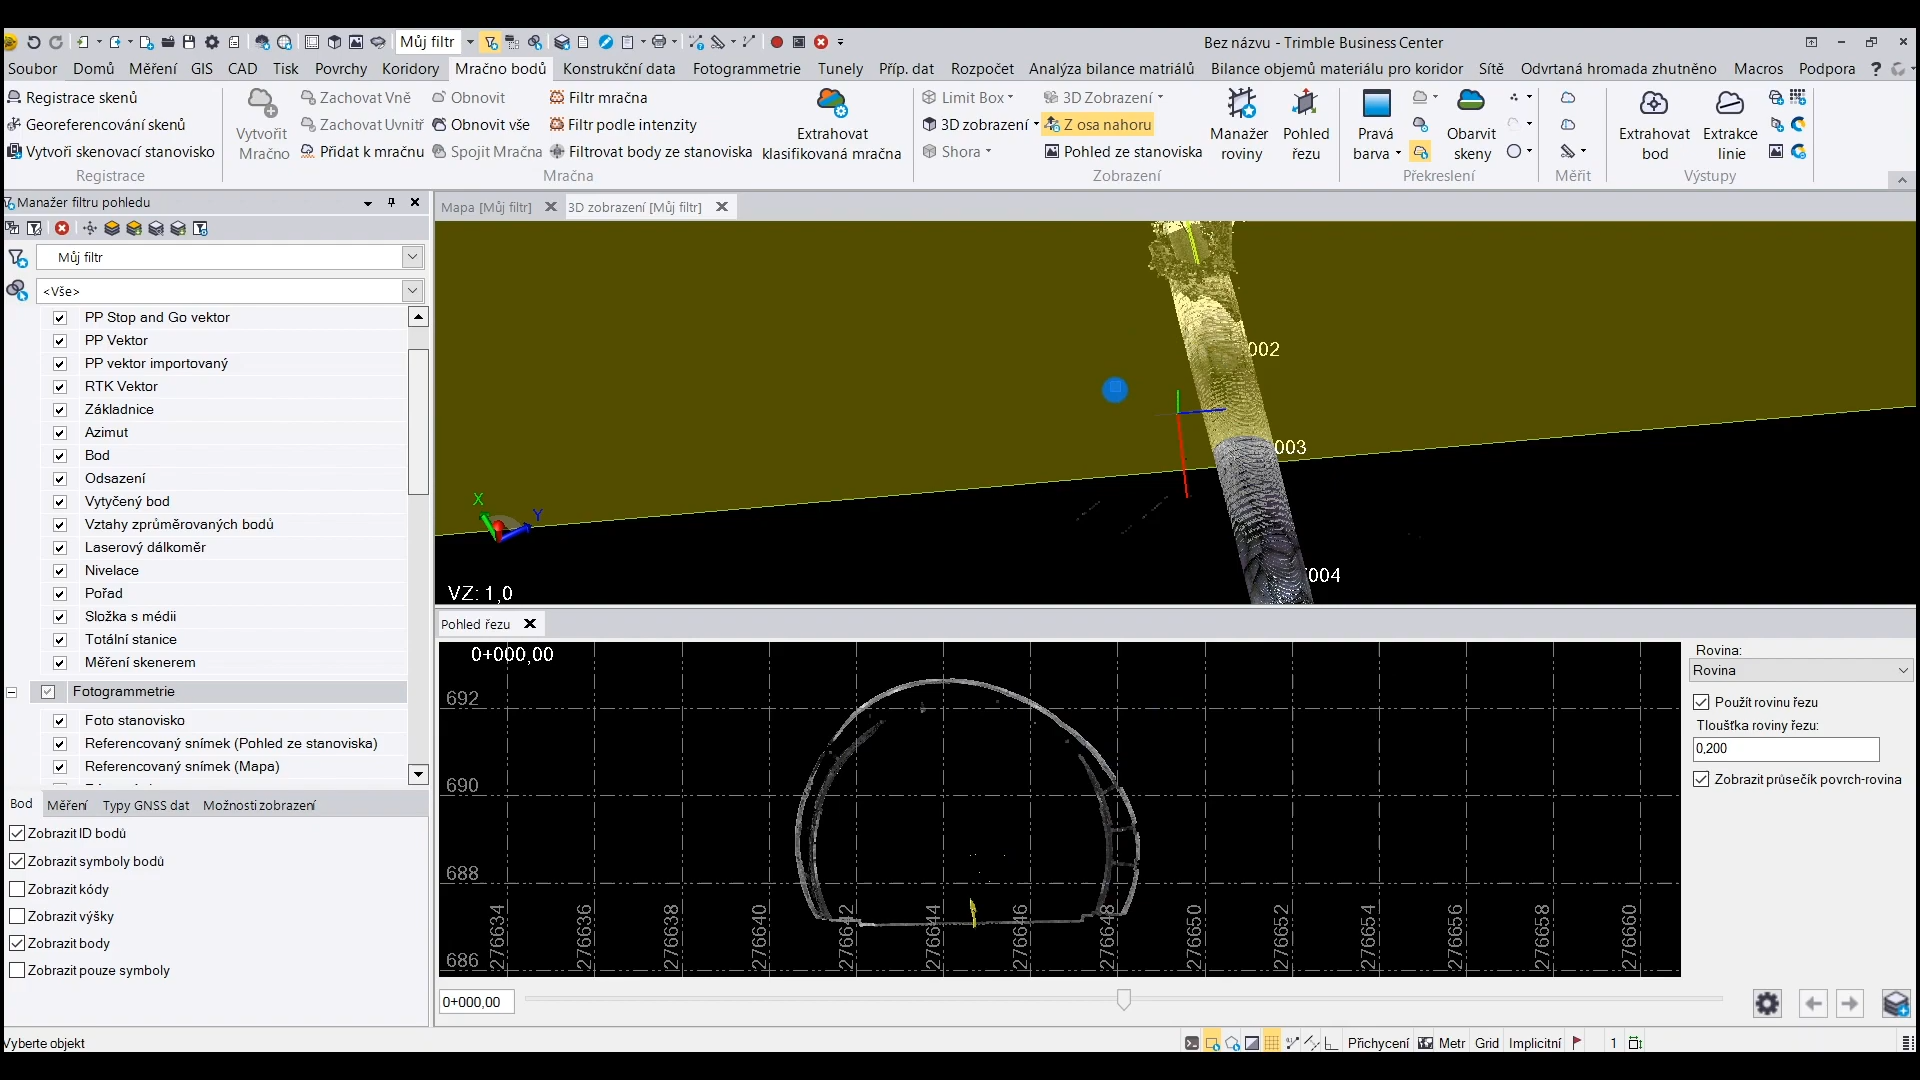 Můj filtr
Bez názvu - Trimble Business Center
Soubor Domů Měření GIS CAD Tisk Povrchy Koridory Mračno bodů Konstrukční data Fotogrammetrie Tunely Příp. dat Rozpočet Analýza bilance matriálů Bilance objemů materiálu pro koridor Sítě Odvrtaná hromada zhutněno Macros Podpora ?
Registrace skenů
Georeferencování skenů
Vytvoři skenovací stanovisko
Registrace
Vytvořit
Mračno
Zachovat Vně
Zachovat Uvnitř
Přidat k mračnu
Obnovit
Obnovit vše
Spojit Mračna
Filtr mračna
Filtr podle intenzity
Filtrovat body ze stanoviska
Extrahovat
klasifikovaná mračna
Mračna
Limit Box
3D zobrazení
Shora
3D Zobrazení
Z osa nahoru
Pohled ze stanoviska
Manažer
roviny
Pohled
řezu
Zobrazení
Pravá
barva
Obarvit
skeny
Překreslení
Měřit
Extrahovat
bod
Extrakce
linie
Výstupy
Manažer filtru pohledu
Můj filtr
<Vše>
PP Stop and Go vektor
PP Vektor
PP vektor importovaný
RTK Vektor
Základnice
Azimut
Bod
Odsazení
Vytyčený bod
Vztahy zprůměrovaných bodů
Laserový dálkoměr
Nivelace
Pořad
Složka s médii
Totální stanice
Měření skenerem
Fotogrammetrie
Foto stanovisko
Referencovaný snímek (Pohled ze stanoviska)
Referencovaný snímek (Mapa)
Bod Měření Typy GNSS dat Možnosti zobrazení
Zobrazit ID bodů
Zobrazit symboly bodů
Zobrazit kódy
Zobrazit výšky
Zobrazit body
Zobrazit pouze symboly
Mapa [Můj filtr] 3D zobrazení [Můj filtr]
002
003
004
X
Y
VZ: 1,0
Pohled řezu
0+000,00
692
690
688
686
276634
276636
276638
276640
276642
276644
276646
276648
276650
276652
276654
276656
276658
276660
Rovina:
Rovina
Použít rovinu řezu
Tloušťka roviny řezu:
0,200
Zobrazit průsečík povrch-rovina
0+000,00
Vyberte objekt
Přichycení Metr Grid Implicitní 1